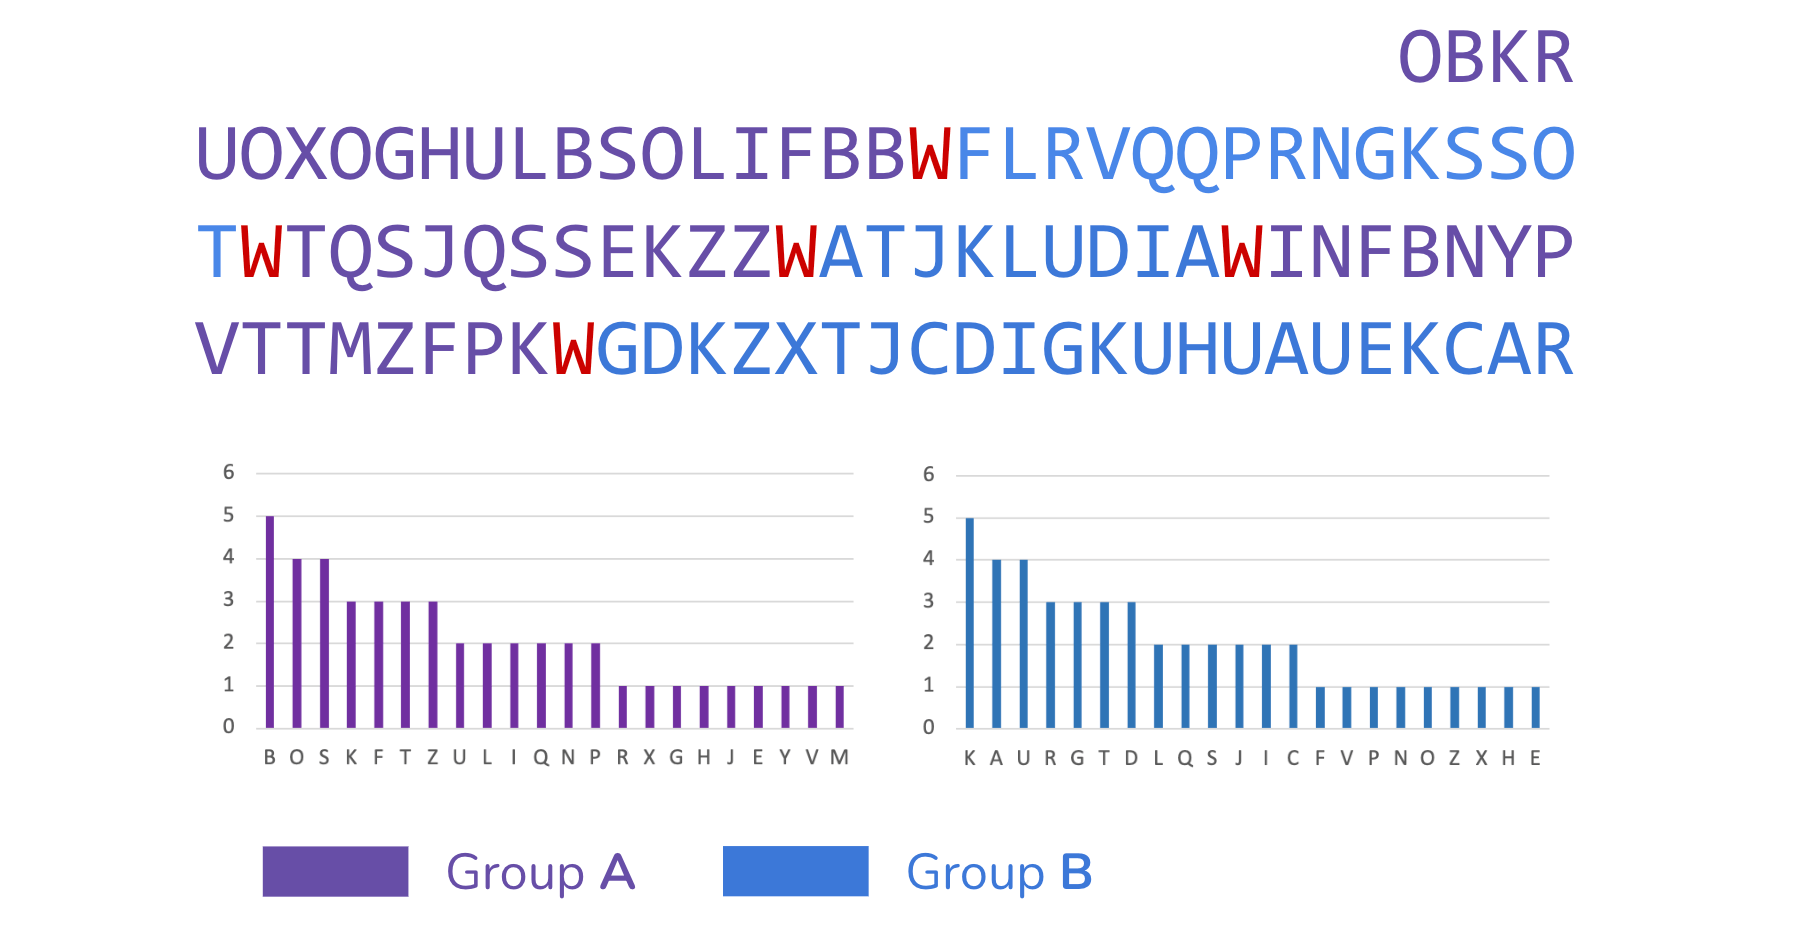 OBKR
UOXOGHULBSOLIFBBWFLRVQQPRNGKSSO
TWTQSJQSSEKZZWATJKLUDIAWINFBNYP
VTTMZFPKWGDKZXTJCDIGKUHUAUEKCAR
6
5
4
3
2
1
0
B O S K F T Z U L I Q N P R X G H J E Y V M
6
5
4
3
2
1
0
K A U R G T D L Q S J I C F V P N O Z X H E
Group A
Group B